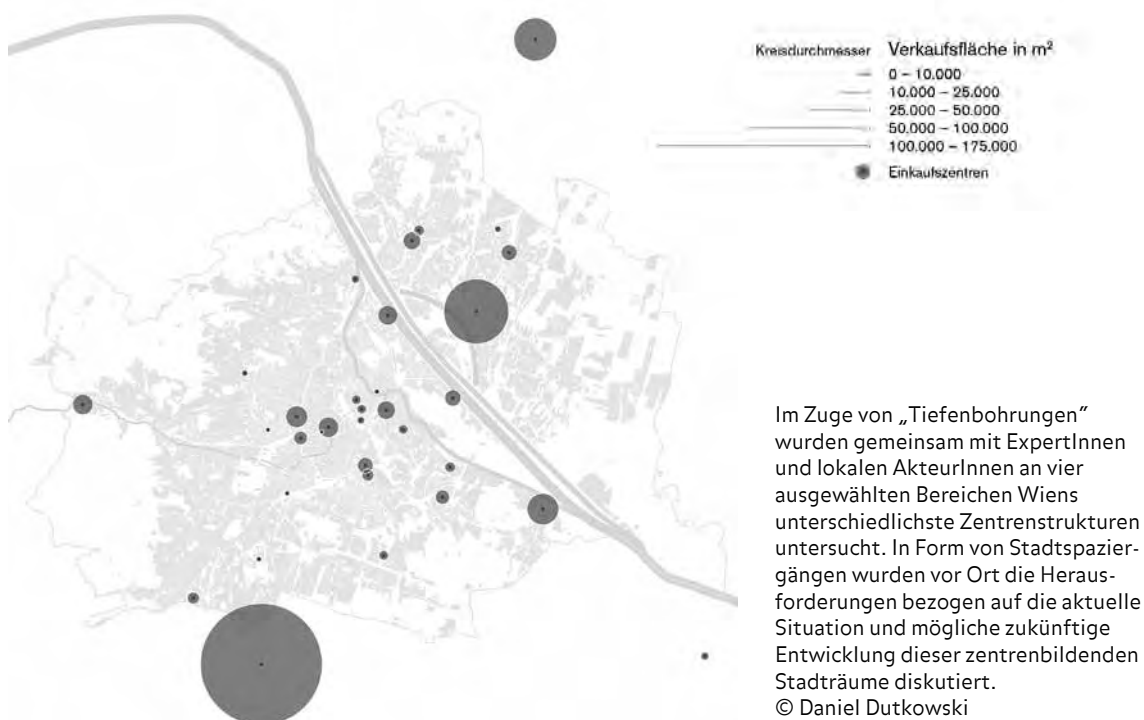 Kreisdurchmesser Verkaufsfläche in m²
0 – 10.000
10.000 – 25.000
25.000 – 50.000
50.000 – 100.000
100.000 – 175.000
Einkaufszentren
Im Zuge von „Tiefenbohrungen”
wurden gemeinsam mit ExpertInnen
und lokalen AkteurInnen an vier
ausgewählten Bereichen Wiens
unterschiedlichste Zentrenstrukturen
untersucht. In Form von Stadtspazier-
gängen wurden vor Ort die Heraus-
forderungen bezogen auf die aktuelle
Situation und mögliche zukünftige
Entwicklung dieser zentrenbildenden
Stadträume diskutiert.
© Daniel Dutkowski